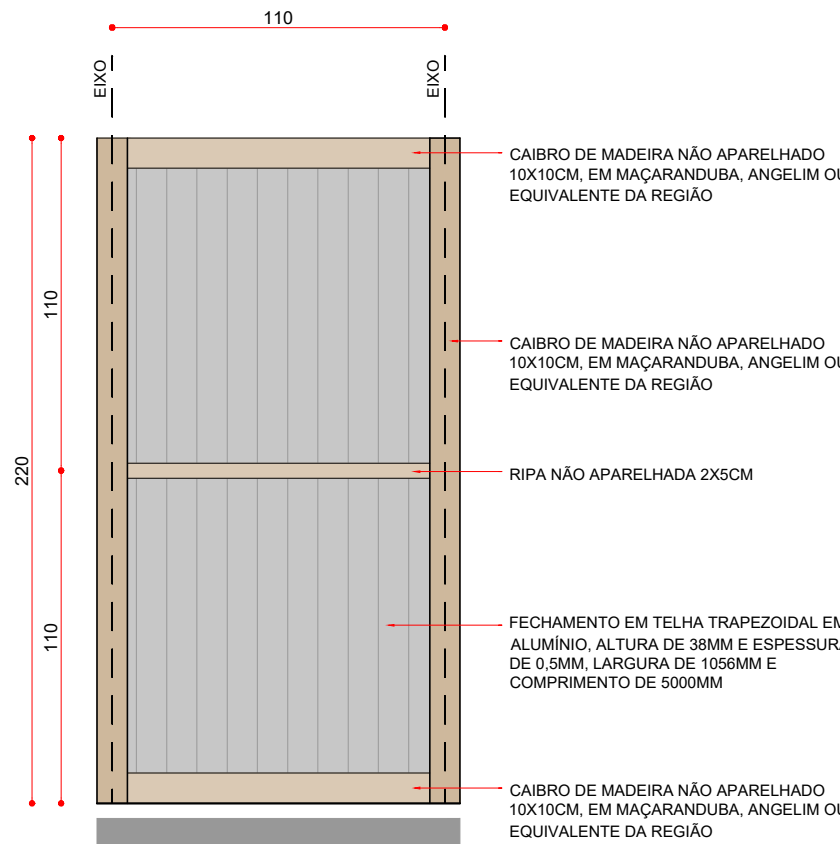 110
EIXO
EIXO
CAIBRO DE MADEIRA NÃO APARELHADO
10X10CM, EM MAÇARANDUBA, ANGELIM OU
EQUIVALENTE DA REGIÃO
110
CAIBRO DE MADEIRA NÃO APARELHADO
10X10CM, EM MAÇARANDUBA, ANGELIM OU
EQUIVALENTE DA REGIÃO
220
RIPA NÃO APARELHADA 2X5CM
110
FECHAMENTO EM TELHA TRAPEZOIDAL EM
ALUMÍNIO, ALTURA DE 38MM E ESPESSURA
DE 0,5MM, LARGURA DE 1056MM E
COMPRIMENTO DE 5000MM
CAIBRO DE MADEIRA NÃO APARELHADO
10X10CM, EM MAÇARANDUBA, ANGELIM OU
EQUIVALENTE DA REGIÃO